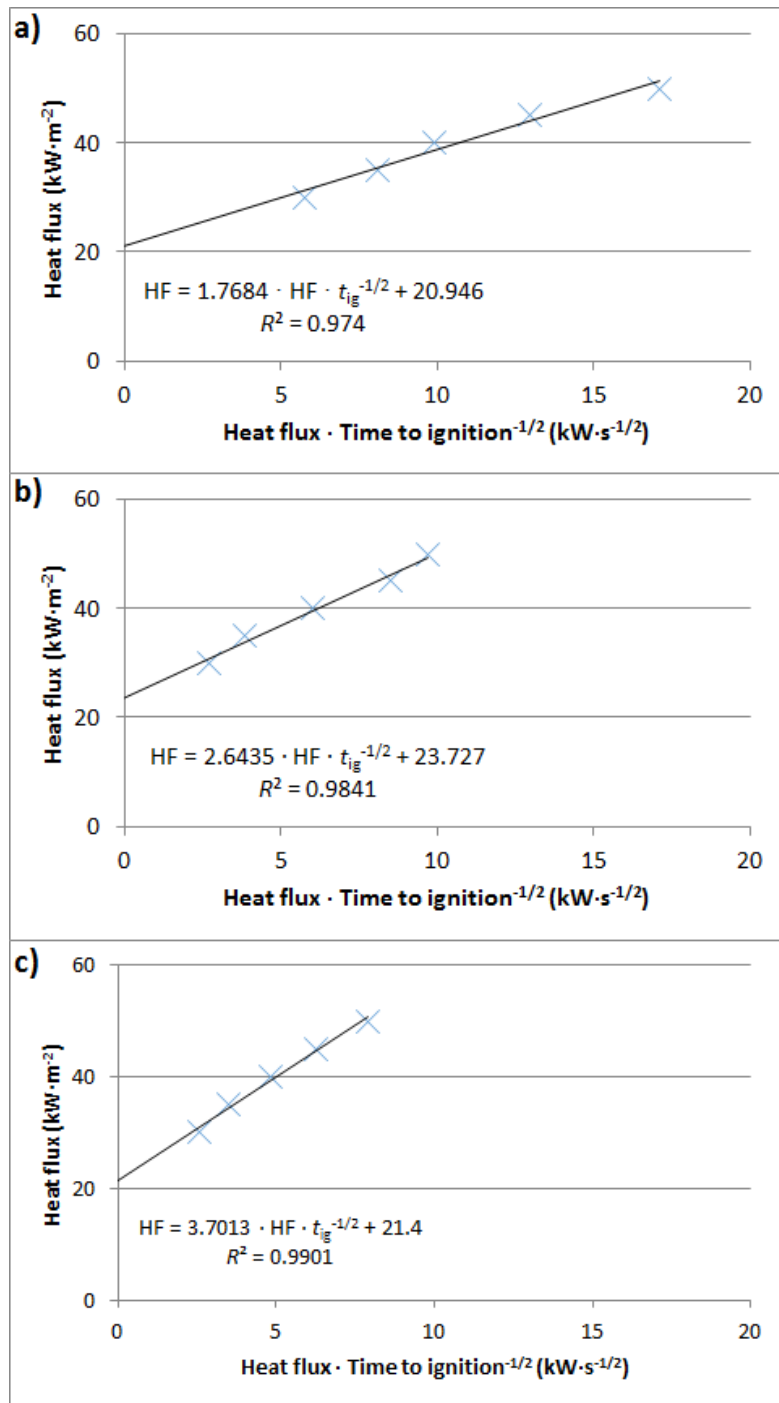 a)
60
40
20
0
Heat flux (kW·m⁻²)
HF = 1.7684 · HF · tig⁻¹/² + 20.946
R² = 0.974
0 5 10 15 20
Heat flux · Time to ignition⁻¹/² (kW·s⁻¹/²)
b)
60
40
20
0
Heat flux (kW·m⁻²)
HF = 2.6435 · HF · tig⁻¹/² + 23.727
R² = 0.9841
0 5 10 15 20
Heat flux · Time to ignition⁻¹/² (kW·s⁻¹/²)
c)
60
40
20
0
Heat flux (kW·m⁻²)
HF = 3.7013 · HF · tig⁻¹/² + 21.4
R² = 0.9901
0 5 10 15 20
Heat flux · Time to ignition⁻¹/² (kW·s⁻¹/²)